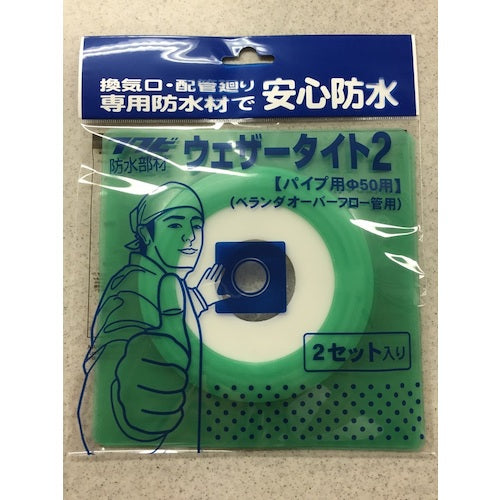 換気口・配管廻り
専用防水材で
安心防水
防水部材
ウェザータイト2
【パイプ用Φ50用】
(ベランダオーバーフロー管用)
2セット入り